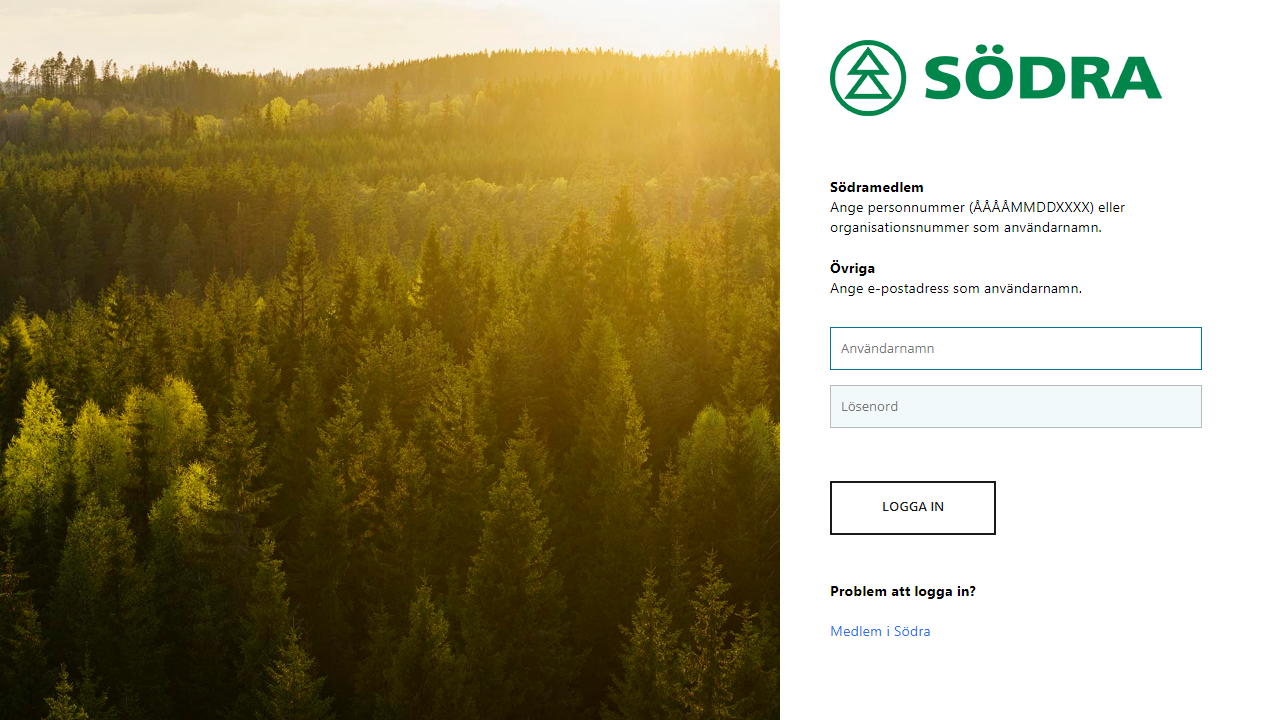 SÖDRA
Södramedlem
Ange personnummer (ÅÅÅÅMMDDXXXX) eller
organisationsnummer som användarnamn.
Övriga
Ange e-postadress som användarnamn.
Användarnamn
Lösenord
LOGGA IN
Problem att logga in?
Medlem i Södra